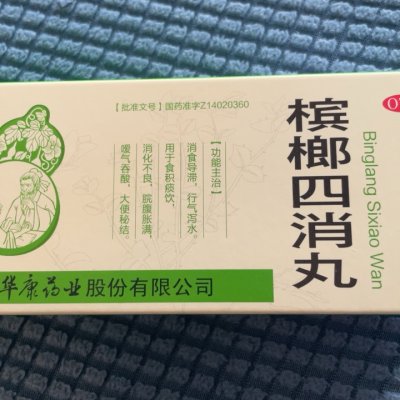 【批准文号】国药准字Z14020360
槟榔四消丸
Binglang Sixiao Wan
【功能主治】
消食导滞，行气泻水。
用于食积痰饮，
消化不良，脘腹胀满，
嗳气吞酸，大便秘结。
华康药业股份有限公司